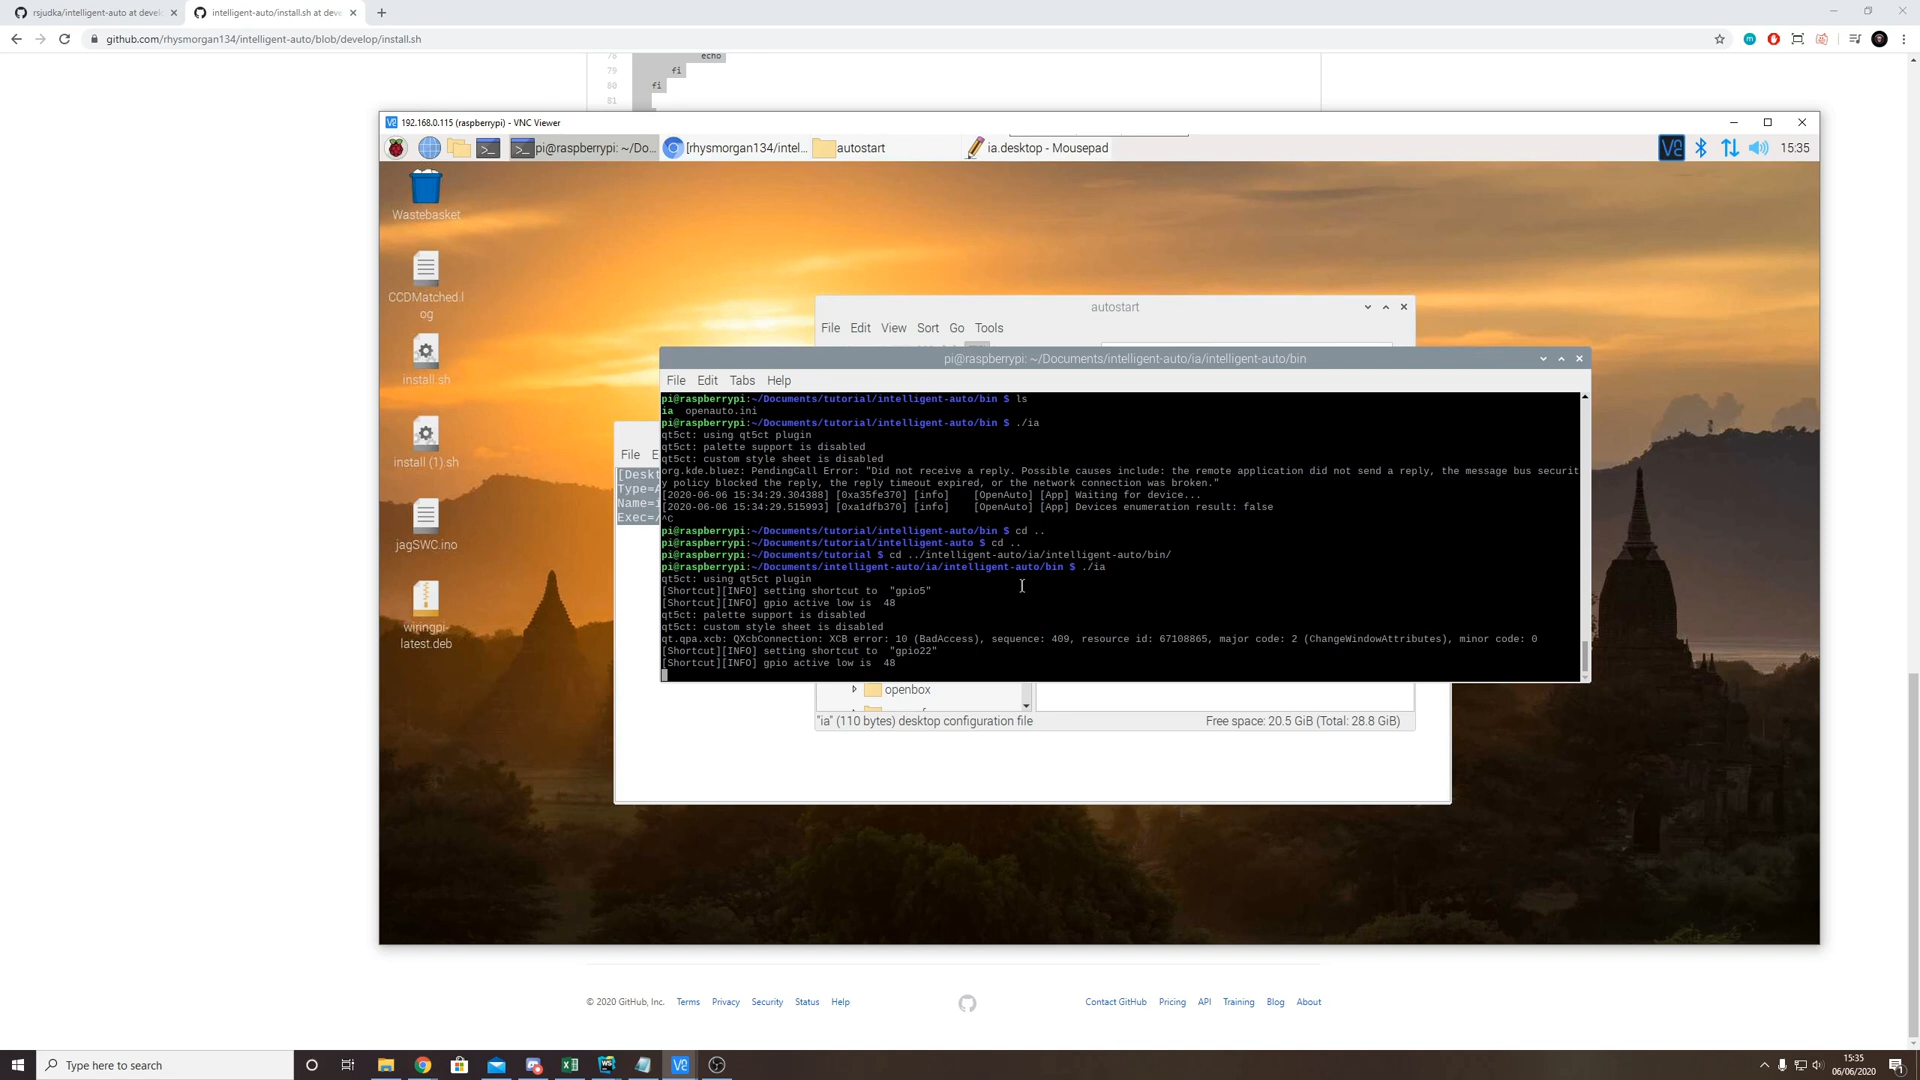 rsjudka/intelligent-auto at devel
intelligent-auto/install.sh at deve
github.com/rhysmorgan134/intelligent-auto/blob/develop/install.sh
78 echo
79 fi
80 fi
81
192.168.0.115 (raspberrypi) - VNC Viewer
pi@raspberrypi: ~/Do...
[rhysmorgan134/intel...
autostart
ia.desktop - Mousepad
15:35
Wastebasket
CCDMatched.l
og
install.sh
install (1).sh
jagSWC.ino
wiringpi-
latest.deb
autostart
File Edit View Sort Go Tools
pi@raspberrypi: ~/Documents/intelligent-auto/ia/intelligent-auto/bin
File Edit Tabs Help
pi@raspberrypi:~/Documents/tutorial/intelligent-auto/bin $ ls
ia openauto.ini
pi@raspberrypi:~/Documents/tutorial/intelligent-auto/bin $ ./ia
qt5ct: using qt5ct plugin
qt5ct: palette support is disabled
qt5ct: custom style sheet is disabled
org.kde.bluez: PendingCall Error: "Did not receive a reply. Possible causes include: the remote application did not send a reply, the message bus securit
y policy blocked the reply, the reply timeout expired, or the network connection was broken."
[2020-06-06 15:34:29.304388] [0xa35fe370] [info] [OpenAuto] [App] Waiting for device...
[2020-06-06 15:34:29.515993] [0xa1dfb370] [info] [OpenAuto] [App] Devices enumeration result: false
^C
pi@raspberrypi:~/Documents/tutorial/intelligent-auto/bin $ cd ..
pi@raspberrypi:~/Documents/tutorial/intelligent-auto $ cd ..
pi@raspberrypi:~/Documents/tutorial $ cd ../intelligent-auto/ia/intelligent-auto/bin/
pi@raspberrypi:~/Documents/intelligent-auto/ia/intelligent-auto/bin $ ./ia
qt5ct: using qt5ct plugin
[Shortcut][INFO] setting shortcut to "gpio5"
[Shortcut][INFO] gpio active low is 48
qt5ct: palette support is disabled
qt5ct: custom style sheet is disabled
qt.qpa.xcb: QXcbConnection: XCB error: 10 (BadAccess), sequence: 409, resource id: 67108865, major code: 2 (ChangeWindowAttributes), minor code: 0
[Shortcut][INFO] setting shortcut to "gpio22"
[Shortcut][INFO] gpio active low is 48
File E
[Deskt
Type=A
Name=i
Exec=/
openbox
"ia" (110 bytes) desktop configuration file
Free space: 20.5 GiB (Total: 28.8 GiB)
© 2020 GitHub, Inc. Terms Privacy Security Status Help
Contact GitHub Pricing API Training Blog About
Type here to search
15:35
06/06/2020